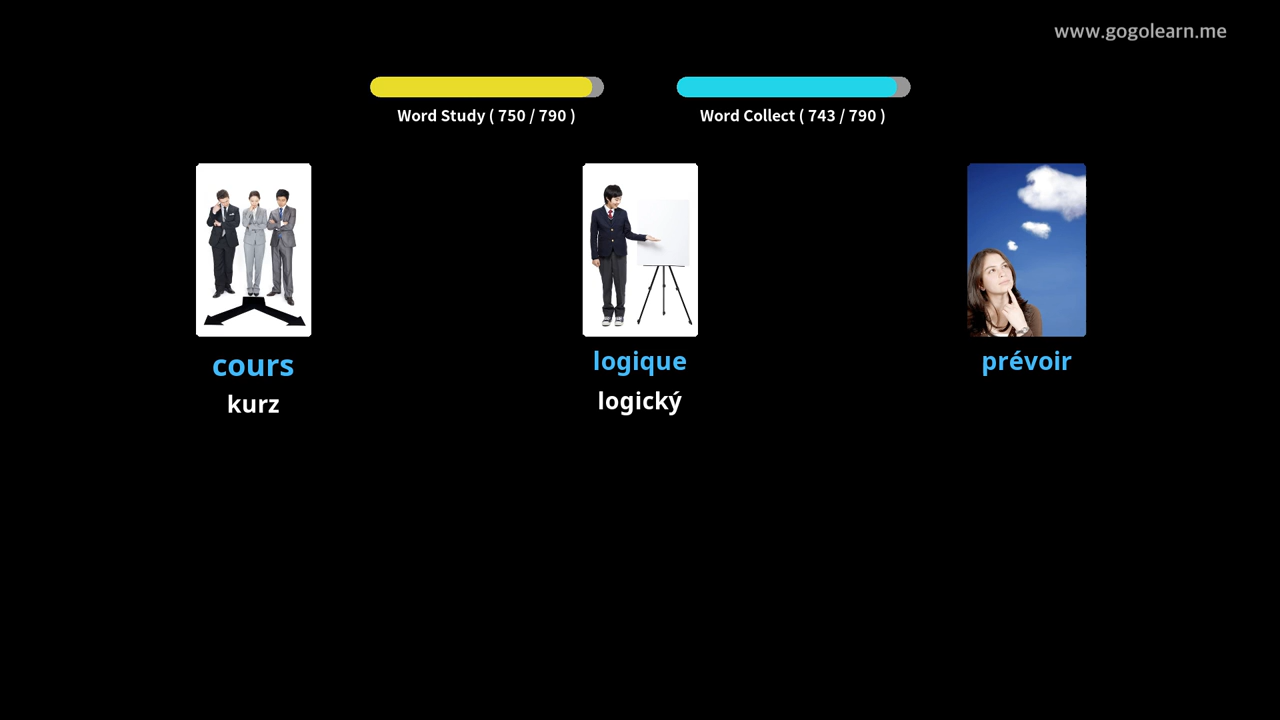 www.gogolearn.me
Word Study ( 750 / 790 )
Word Collect ( 743 / 790 )
cours
kurz
logique
logický
prévoir